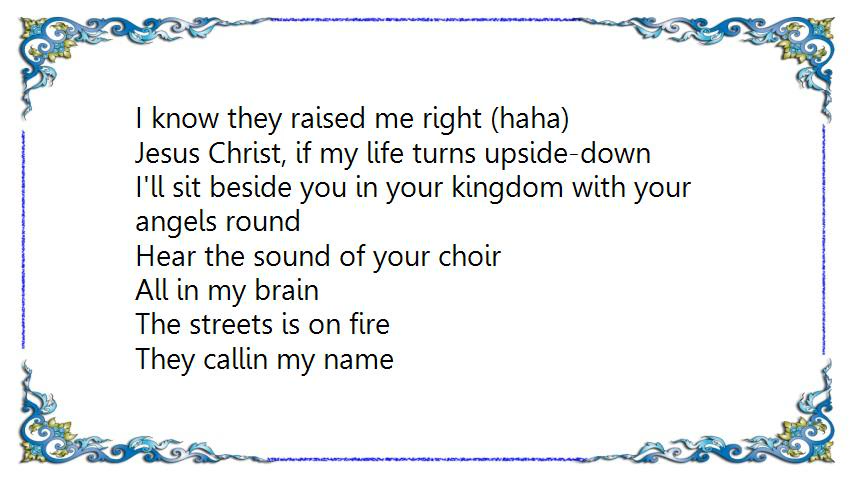 I know they raised me right (haha)
Jesus Christ, if my life turns upside-down
I'll sit beside you in your kingdom with your
angels round
Hear the sound of your choir
All in my brain
The streets is on fire
They callin my name